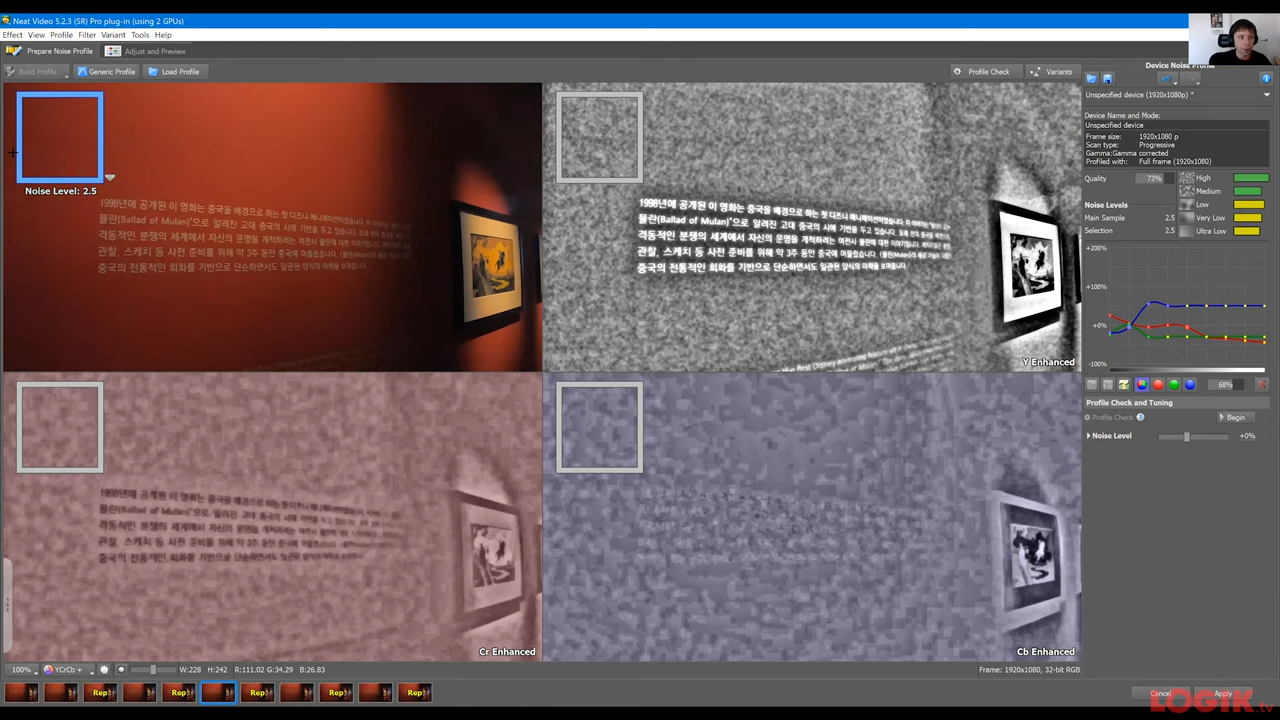 Neat Video 5.2.3 (SR) Pro plug-in (using 2 GPUs)
Effect View Profile Filter Variant Tools Help
Prepare Noise Profile Adjust and Preview
Build Profile Generic Profile Load Profile Profile Check Variants
Device Noise Profile
Unspecified device (1920x1080p) *
Device Name and Mode:
Unspecified device
Frame size: 1920x1080 p
Scan type: Progressive
Gamma: Gamma corrected
Profiled with: Full frame (1920x1080)
Quality 73% High
Medium
Noise Levels Low
Main Sample 2.5 Very Low
Selection 2.5 Ultra Low
+200%
+100%
+0%
-100%
68%
Profile Check and Tuning
Profile Check Begin
Noise Level +0%
Noise Level: 2.5
1998년에 공개된 이 영화는 중국을 배경으로 하는 첫 디즈니 애니메이션이었습니다.
뮬란(Ballad of Mulan)"으로 알려진 고대 중국의 시에 기반을 두고 있습니다.
격동적인 분쟁의 세계에서 자신의 운명을 개척하려는 여전사 뮬란에 대한 이야기입니다.
관찰, 스케치 등 사전 준비를 위해 약 3주 동안 중국에 머물렀습니다.
중국의 전통적인 회화를 기반으로 단순하면서도 일관된 양식의 미학을 보여줍니다.
Y Enhanced
Cr Enhanced
Cb Enhanced
100% YCrCb + W:228 H:242 R:111.02 G:34.29 B:26.83 Frame: 1920x1080, 32-bit RGB
Rep Rep Rep Rep Rep
Cancel Apply
LOGIK.tv